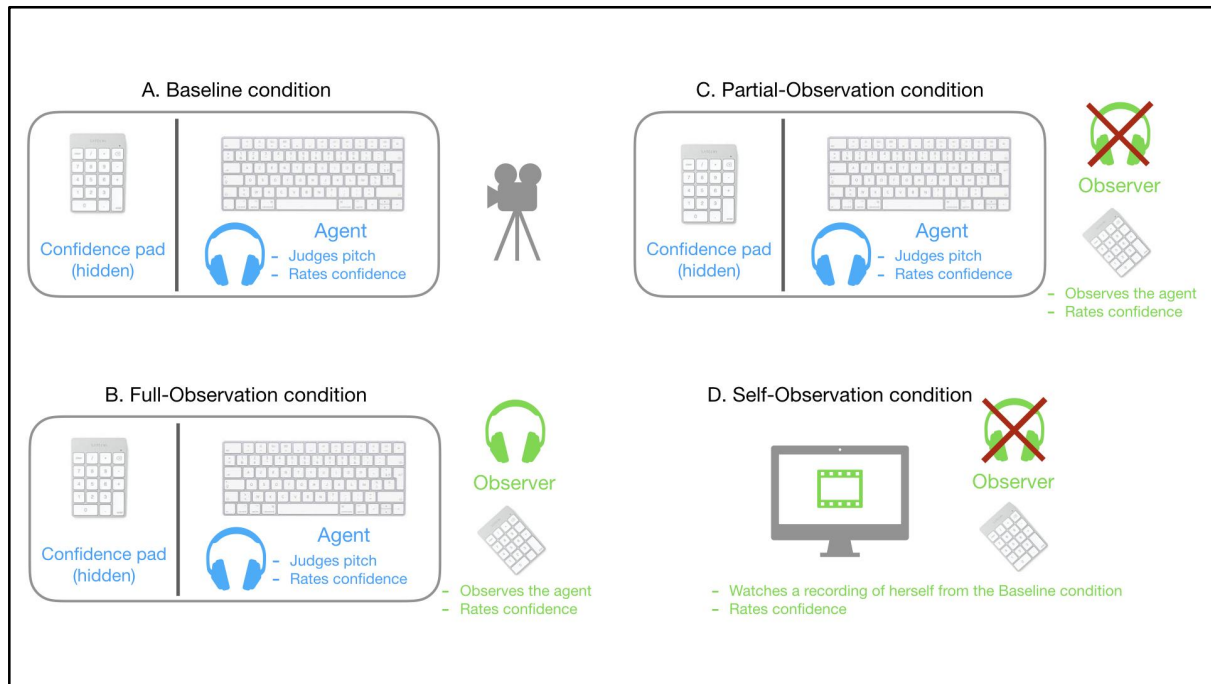 A. Baseline condition
Confidence pad
(hidden)
Agent
- Judges pitch
- Rates confidence
C. Partial-Observation condition
Confidence pad
(hidden)
Agent
- Judges pitch
- Rates confidence
Observer
- Observes the agent
- Rates confidence
B. Full-Observation condition
Confidence pad
(hidden)
Agent
- Judges pitch
- Rates confidence
Observer
- Observes the agent
- Rates confidence
D. Self-Observation condition
Observer
- Watches a recording of herself from the Baseline condition
- Rates confidence